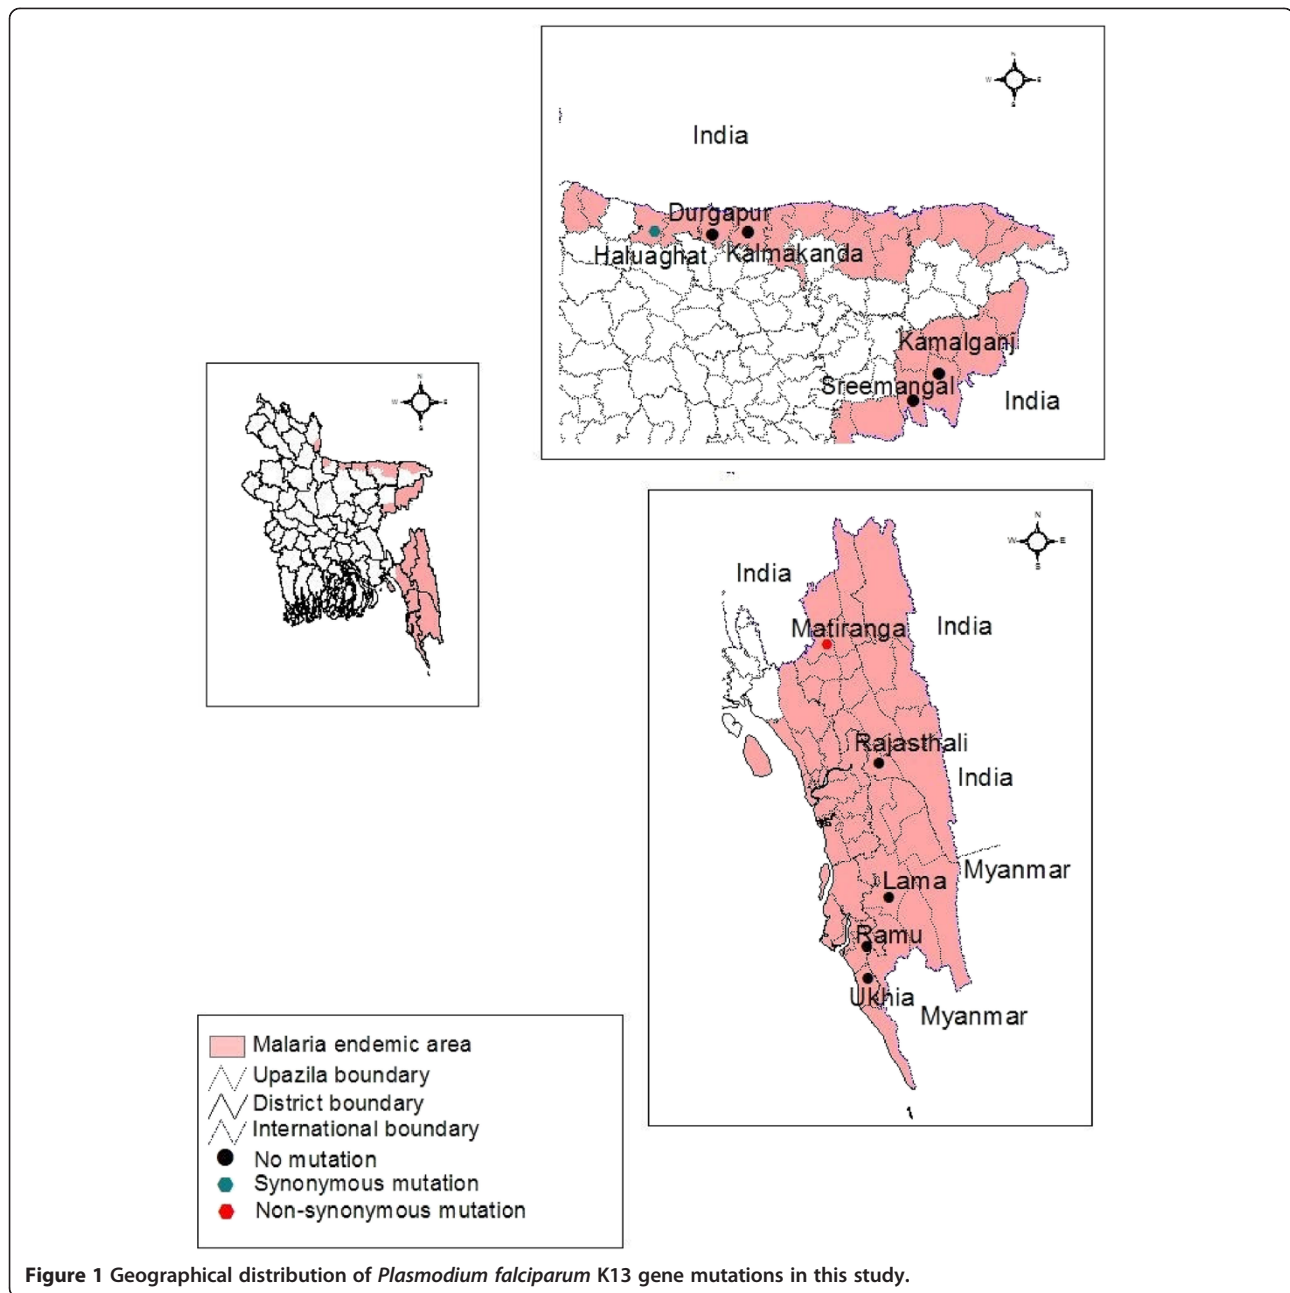 N
W E
S
India
Durgapur
Haluaghat Kalmakanda
Kamalganj
Sreemangal
India
N
W E
S
N
W E
S
India
Matiranga
India
Rajasthali
India
Myanmar
Lama
Ramu
Ukhia
Myanmar
Malaria endemic area
Upazila boundary
District boundary
International boundary
No mutation
Synonymous mutation
Non-synonymous mutation
Figure 1 Geographical distribution of Plasmodium falciparum K13 gene mutations in this study.